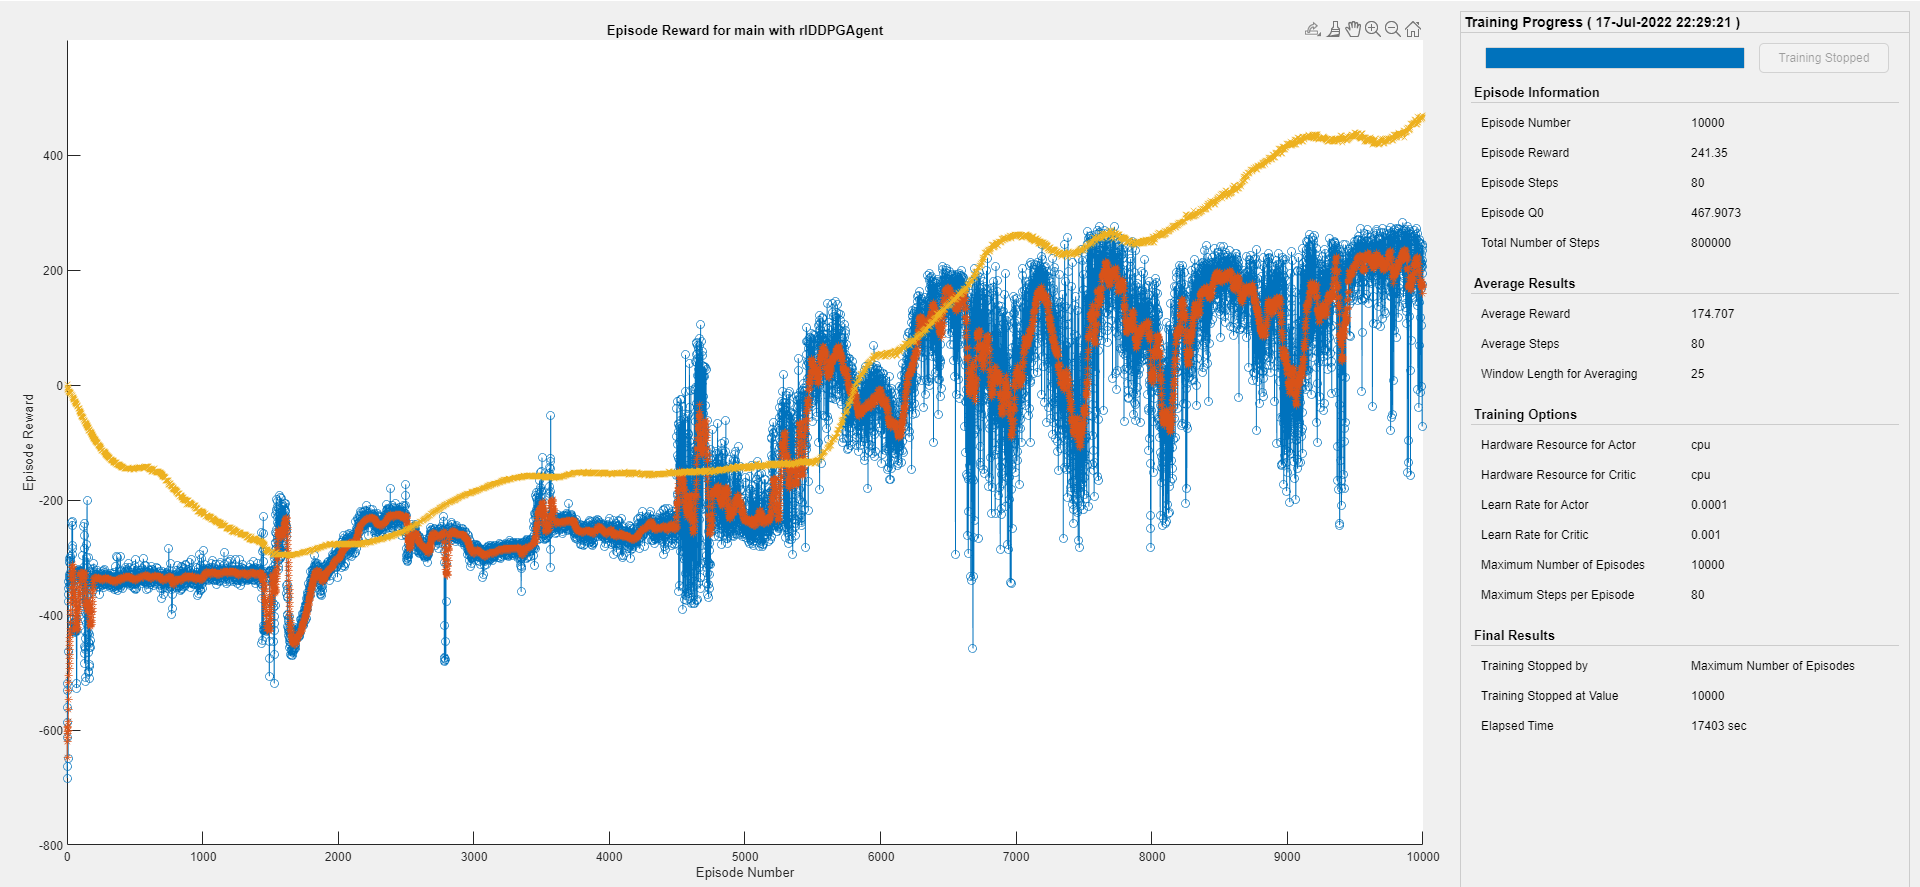 Episode Reward for main with rlDDPGAgent
Episode Reward
400
200
0
-200
-400
-600
-800
0 1000 2000 3000 4000 5000 6000 7000 8000 9000 10000
Episode Number
Training Progress ( 17-Jul-2022 22:29:21 )
Training Stopped
Episode Information
Episode Number 10000
Episode Reward 241.35
Episode Steps 80
Episode Q0 467.9073
Total Number of Steps 800000
Average Results
Average Reward 174.707
Average Steps 80
Window Length for Averaging 25
Training Options
Hardware Resource for Actor cpu
Hardware Resource for Critic cpu
Learn Rate for Actor 0.0001
Learn Rate for Critic 0.001
Maximum Number of Episodes 10000
Maximum Steps per Episode 80
Final Results
Training Stopped by Maximum Number of Episodes
Training Stopped at Value 10000
Elapsed Time 17403 sec